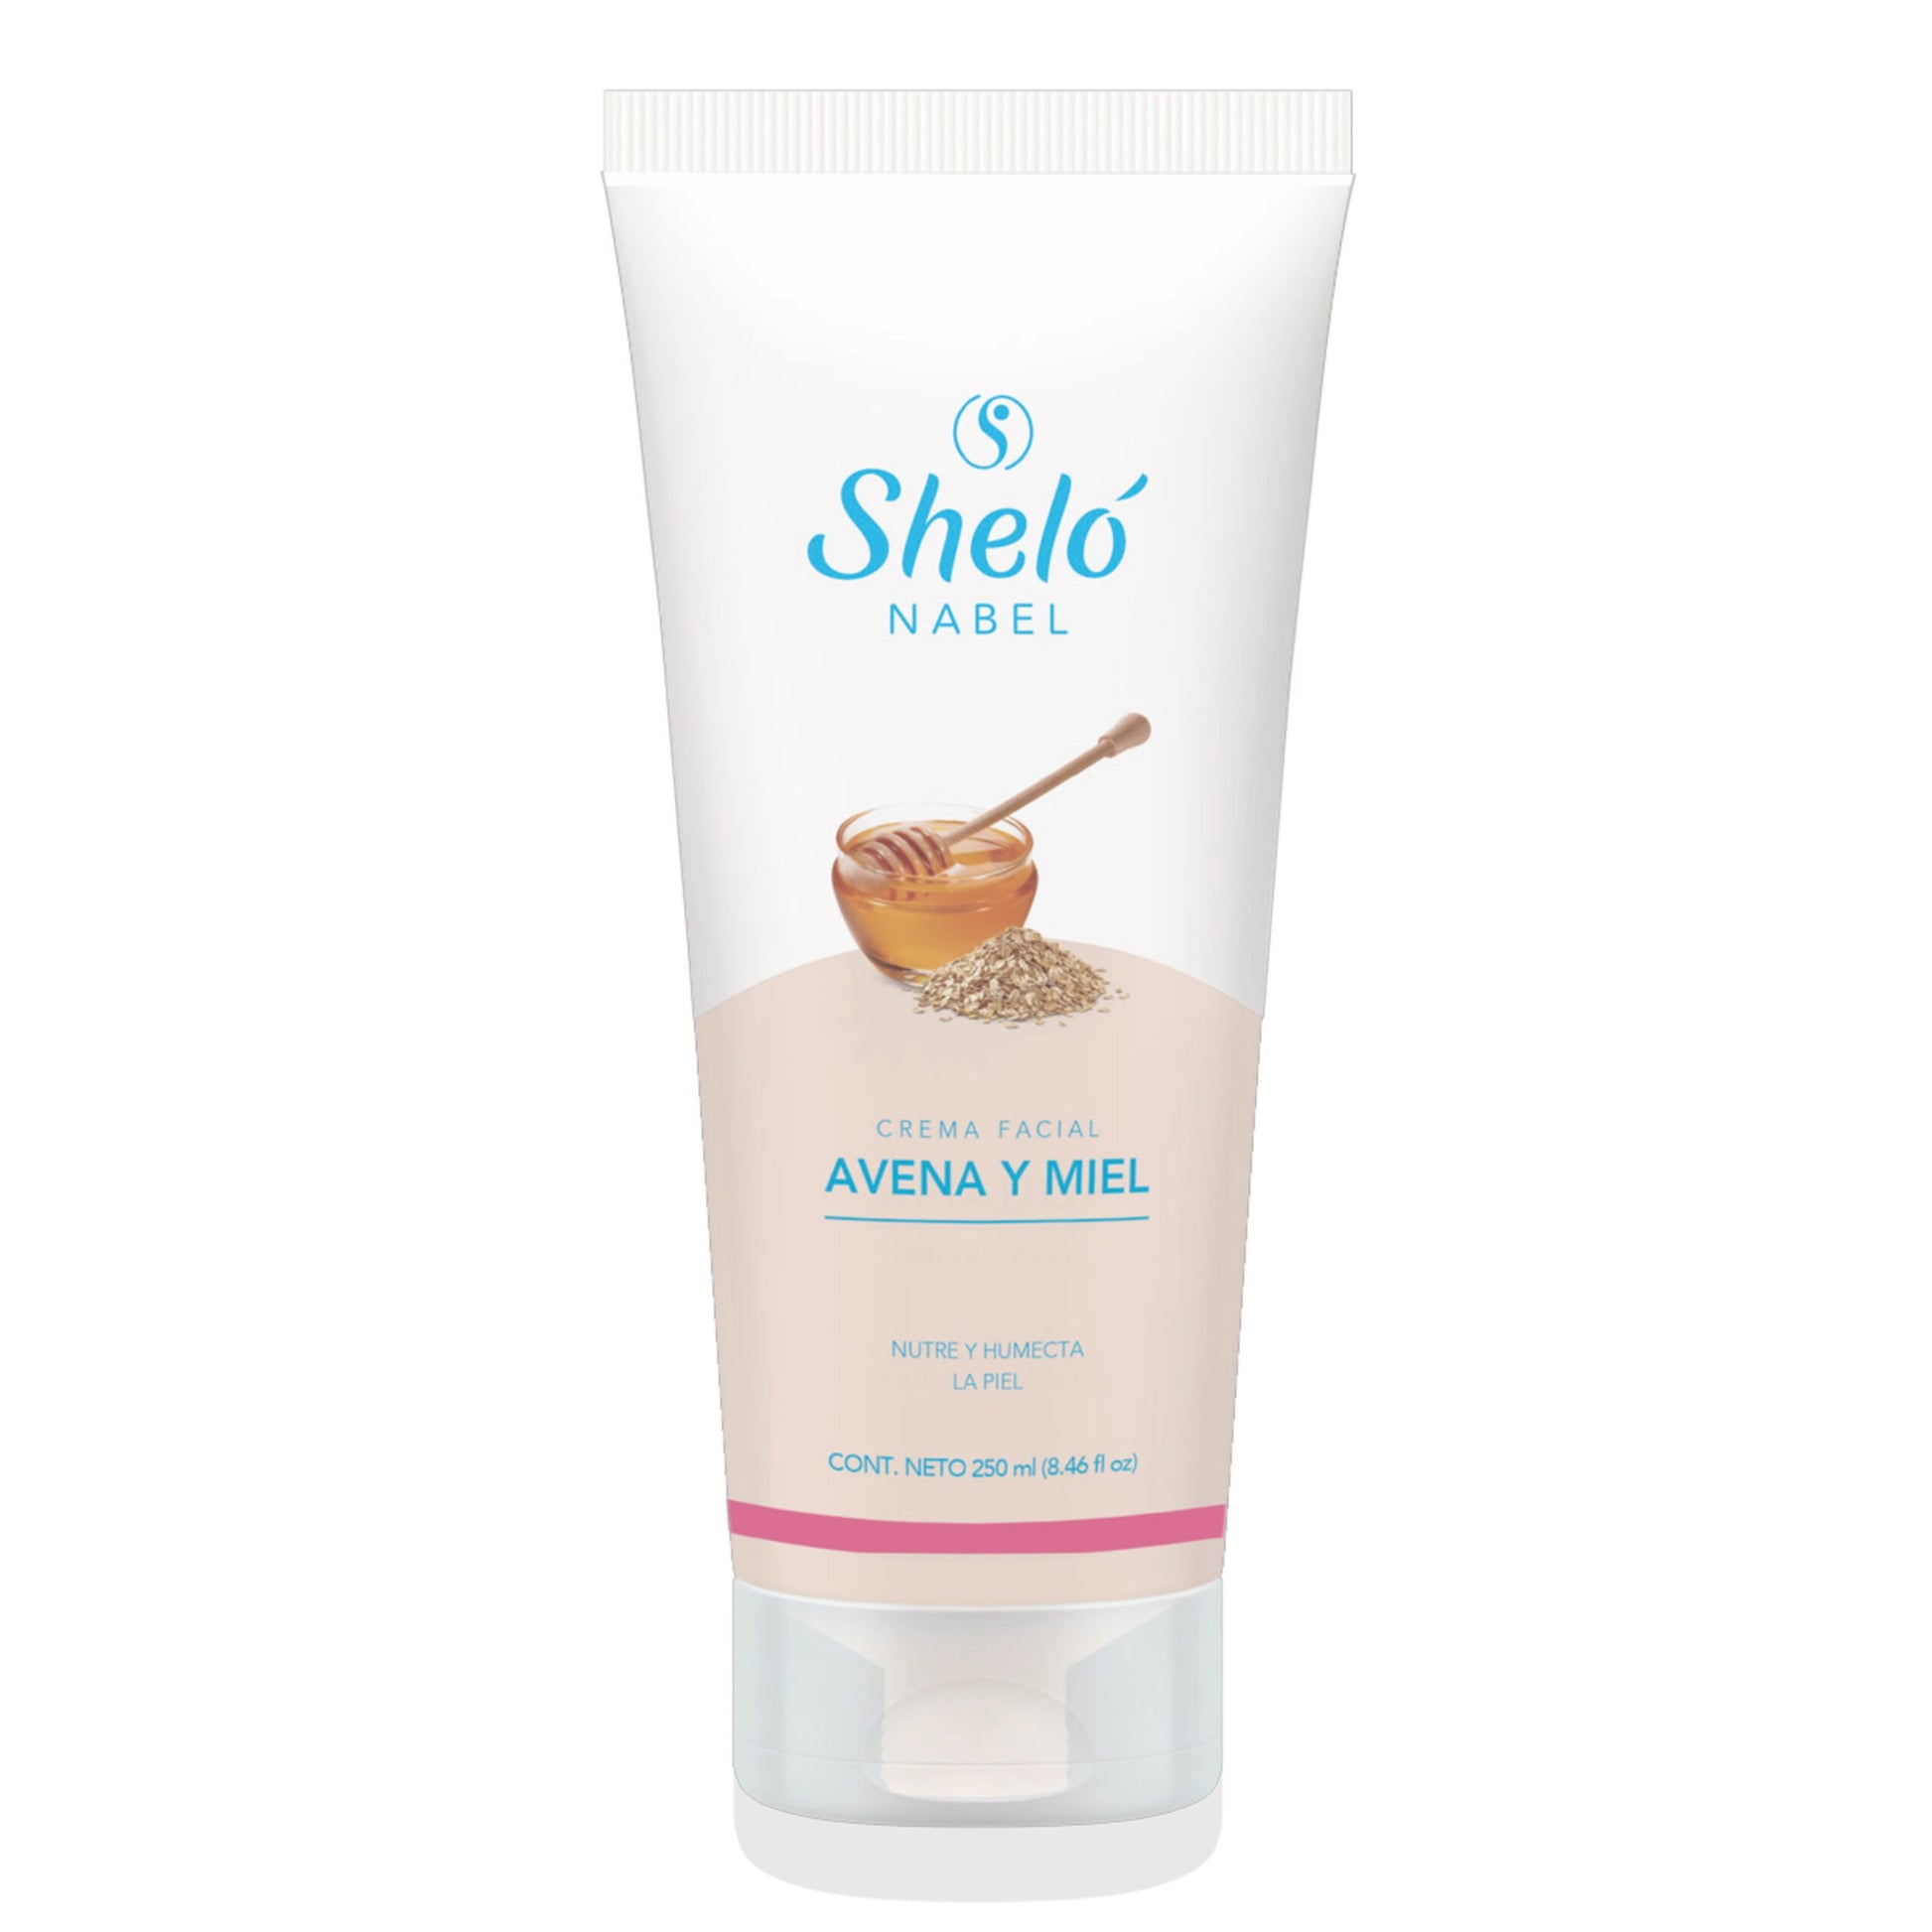 Sheló
NABEL
CREMA FACIAL
AVENA Y MIEL
NUTRE Y HUMECTA
LA PIEL
CONT. NETO 250 ml (8.46 fl oz)